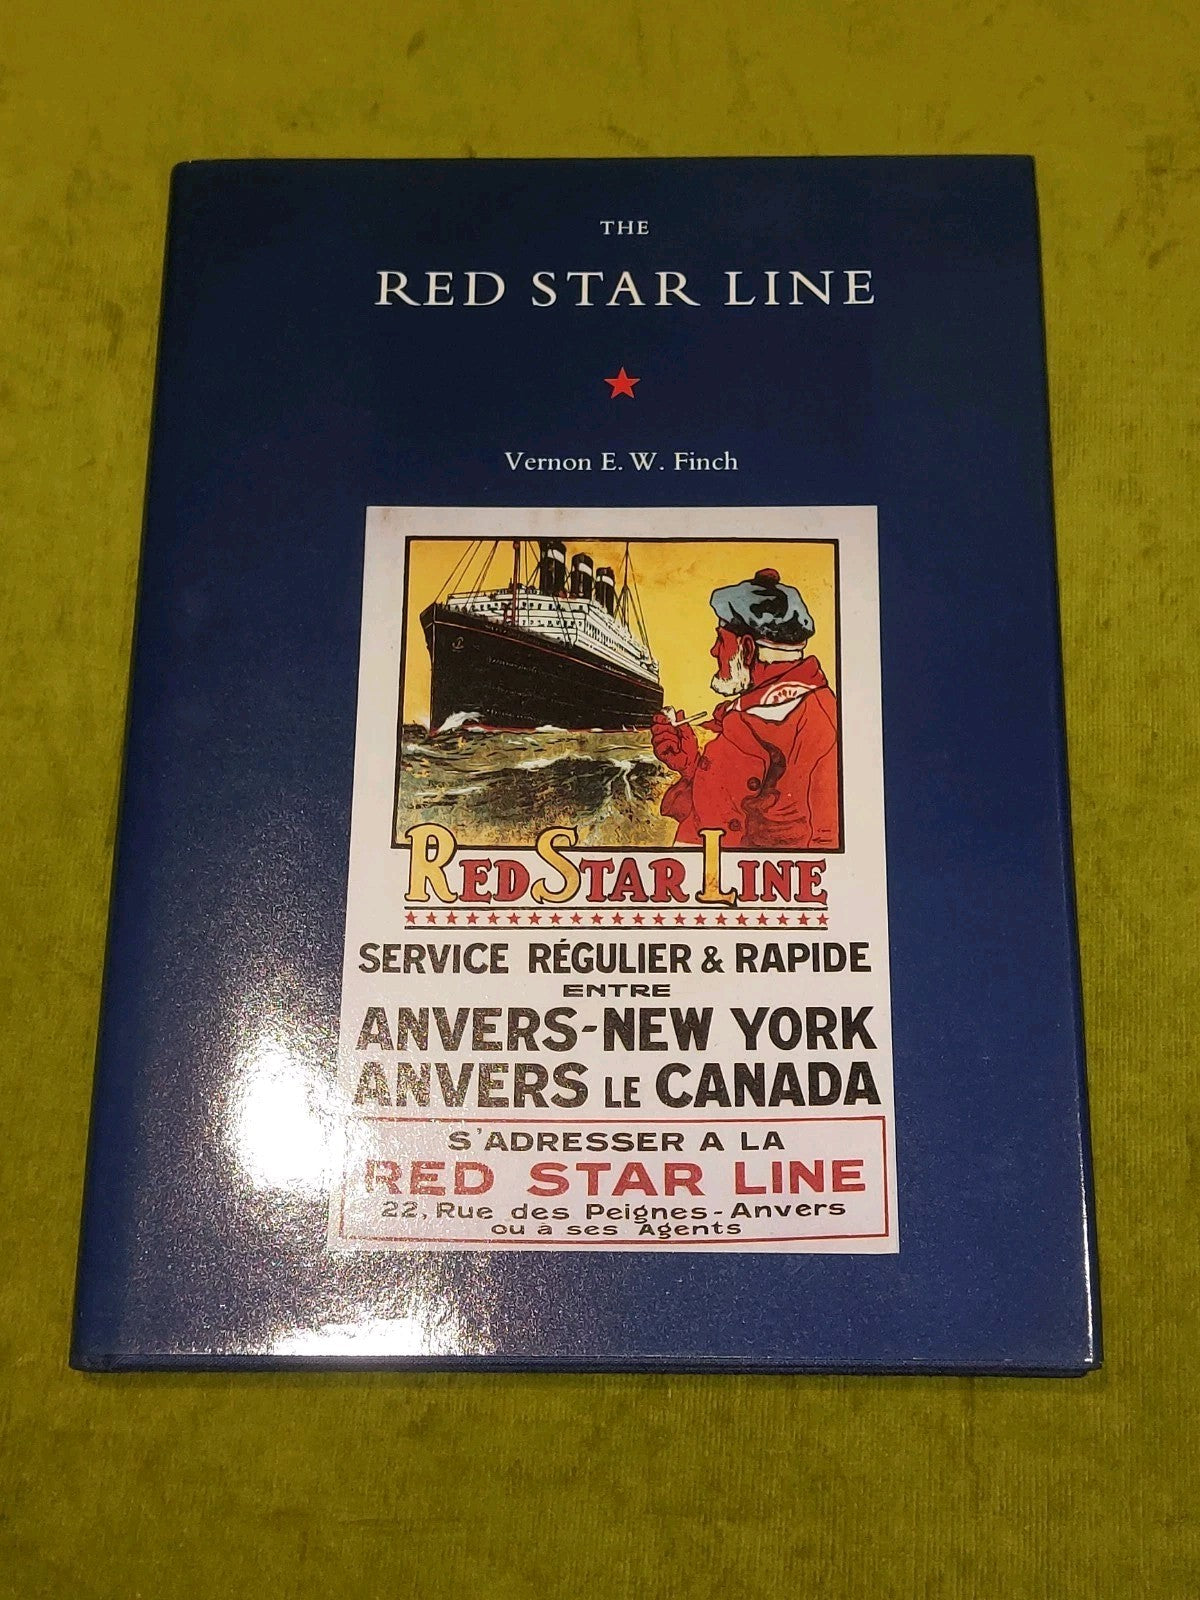 THE
RED STAR LINE
Vernon E. W. Finch
RED STAR LINE
SERVICE RÉGULIER & RAPIDE
ENTRE
ANVERS-NEW YORK
ANVERS LE CANADA
S'ADRESSER A LA
RED STAR LINE
22, Rue des Peignes - Anvers
ou à ses Agents